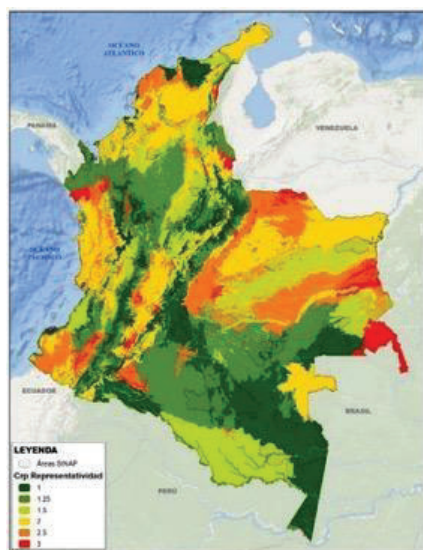 OCEANO
ATLANTICO
PANAMA
VENEZUELA
OCEANO
PACIFICO
ECUADOR
BRASIL
PERU
LEYENDA
Áreas SINAP
Crp Representatividad
1
1.25
1.5
2
2.5
3